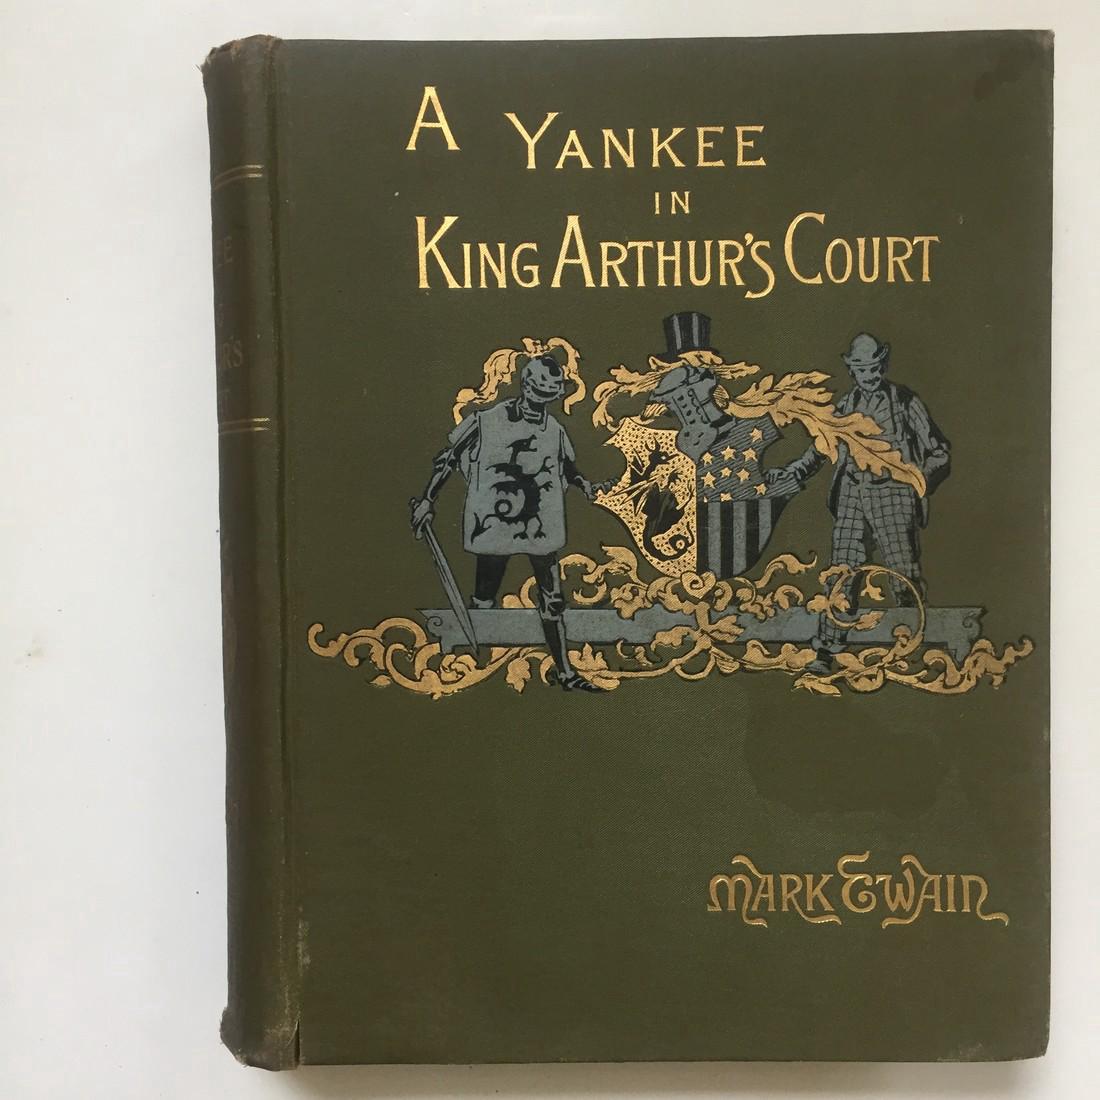 A YANKEE
IN
KING ARTHUR'S COURT
MARK TWAIN